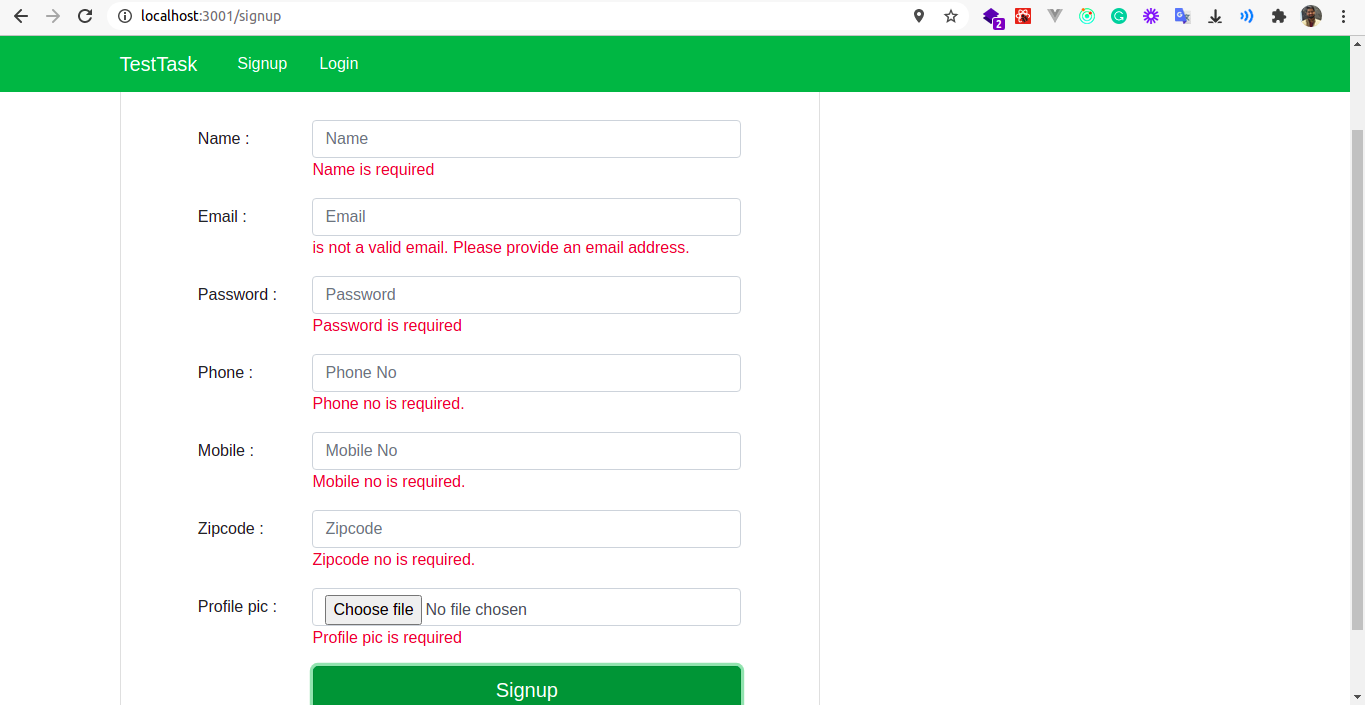 localhost:3001/signup
2
TestTask Signup Login
Name : Name
Name is required
Email : Email
is not a valid email. Please provide an email address.
Password : Password
Password is required
Phone : Phone No
Phone no is required.
Mobile : Mobile No
Mobile no is required.
Zipcode : Zipcode
Zipcode no is required.
Profile pic : Choose file No file chosen
Profile pic is required
Signup